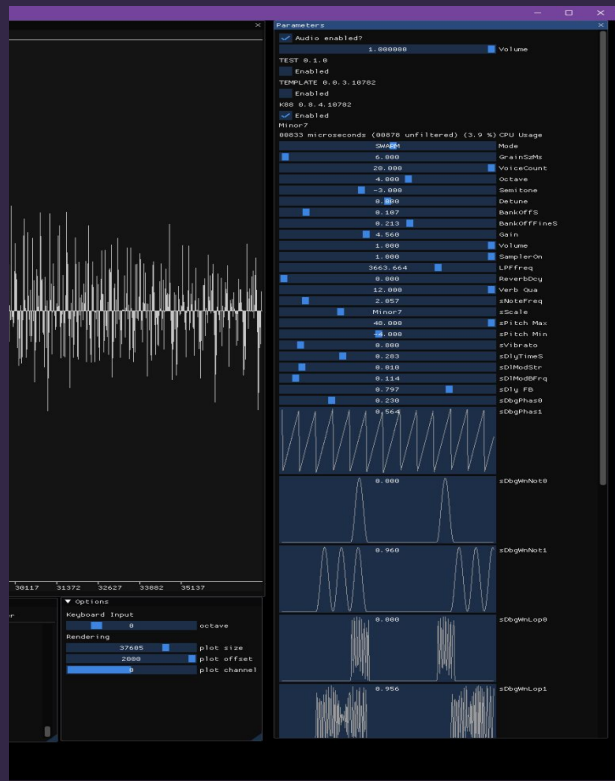 Parameters
Audio enabled?
1.000000 Volume
TEST 0.1.0
Enabled
TEMPLATE 0.0.3.10782
Enabled
K88 0.8.4.10782
Enabled
Minor7
00833 microseconds (00878 unfiltered) (3.9 %) CPU Usage
SWARM Mode
6.000 GrainSzMs
20.000 VoiceCount
4.000 Octave
-3.000 Semitone
0.000 Detune
0.187 BankOffS
0.213 BankOffFineS
4.560 Gain
1.000 Volume
1.000 SamplerOn
3663.664 LPFfreq
0.000 ReverbDcy
12.000 Verb Qua
2.857 sNoteFreq
Minor7 sScale
48.000 sPitch Max
sPitch Min
0.800 sVibrato
0.283 sDlyTimeS
0.810 sDlModStr
0.114 sDlModBFrq
0.797 sDly FB
0.230 sDbgPhas0
0.564 sDbgPhas1
0.000 sDbgWnNot0
0.960 sDbgWnNot1
0.000 sDbgWnLop0
0.956 sDbgWnLop1
30117 31372 32627 33882 35137
Options
Keyboard Input
0 octave
Rendering
37605 plot size
2000 plot offset
0 plot channel